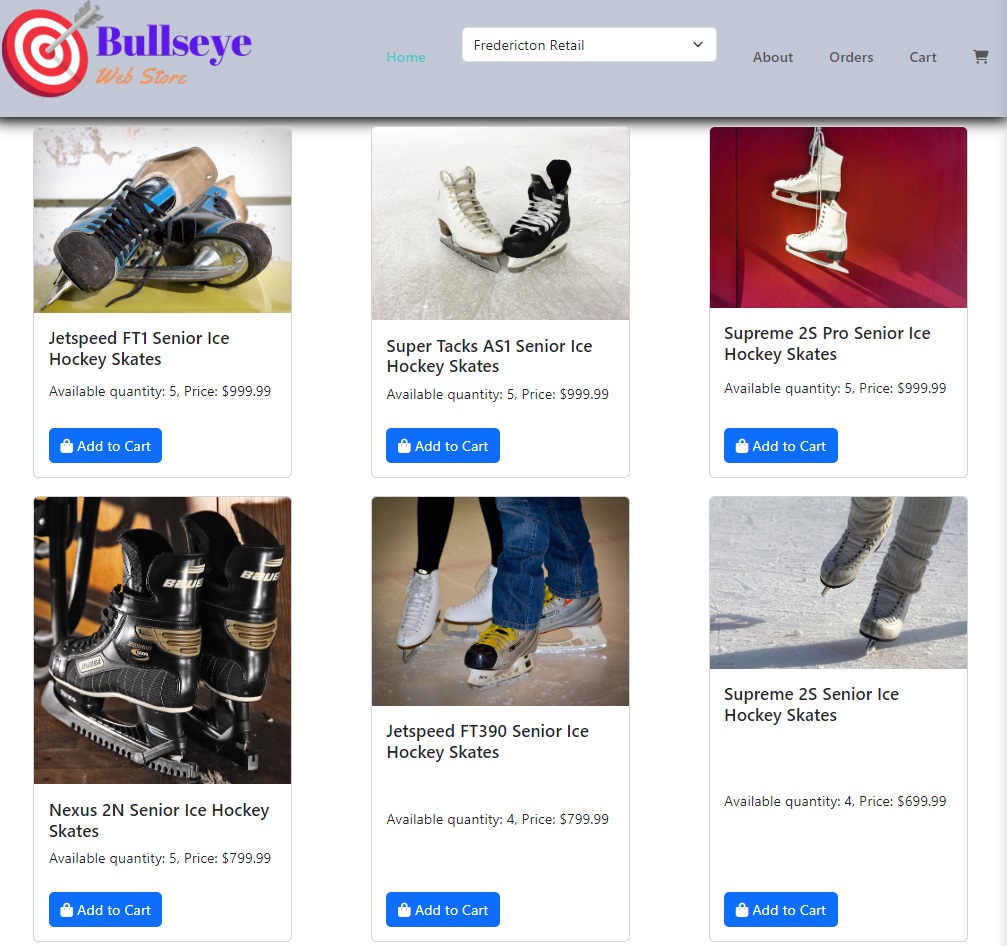 Bullseye
Web Store
Home
Fredericton Retail
About
Orders
Cart
Jetspeed FT1 Senior Ice
Hockey Skates
Available quantity: 5, Price: $999.99
Add to Cart
Super Tacks AS1 Senior Ice
Hockey Skates
Available quantity: 5, Price: $999.99
Add to Cart
Supreme 2S Pro Senior Ice
Hockey Skates
Available quantity: 5, Price: $999.99
Add to Cart
BAUER
BAUER
Nexus 2N Senior Ice Hockey
Skates
Available quantity: 5, Price: $799.99
Add to Cart
Jetspeed FT390 Senior Ice
Hockey Skates
Available quantity: 4, Price: $799.99
Add to Cart
Supreme 2S Senior Ice
Hockey Skates
Available quantity: 4, Price: $699.99
Add to Cart